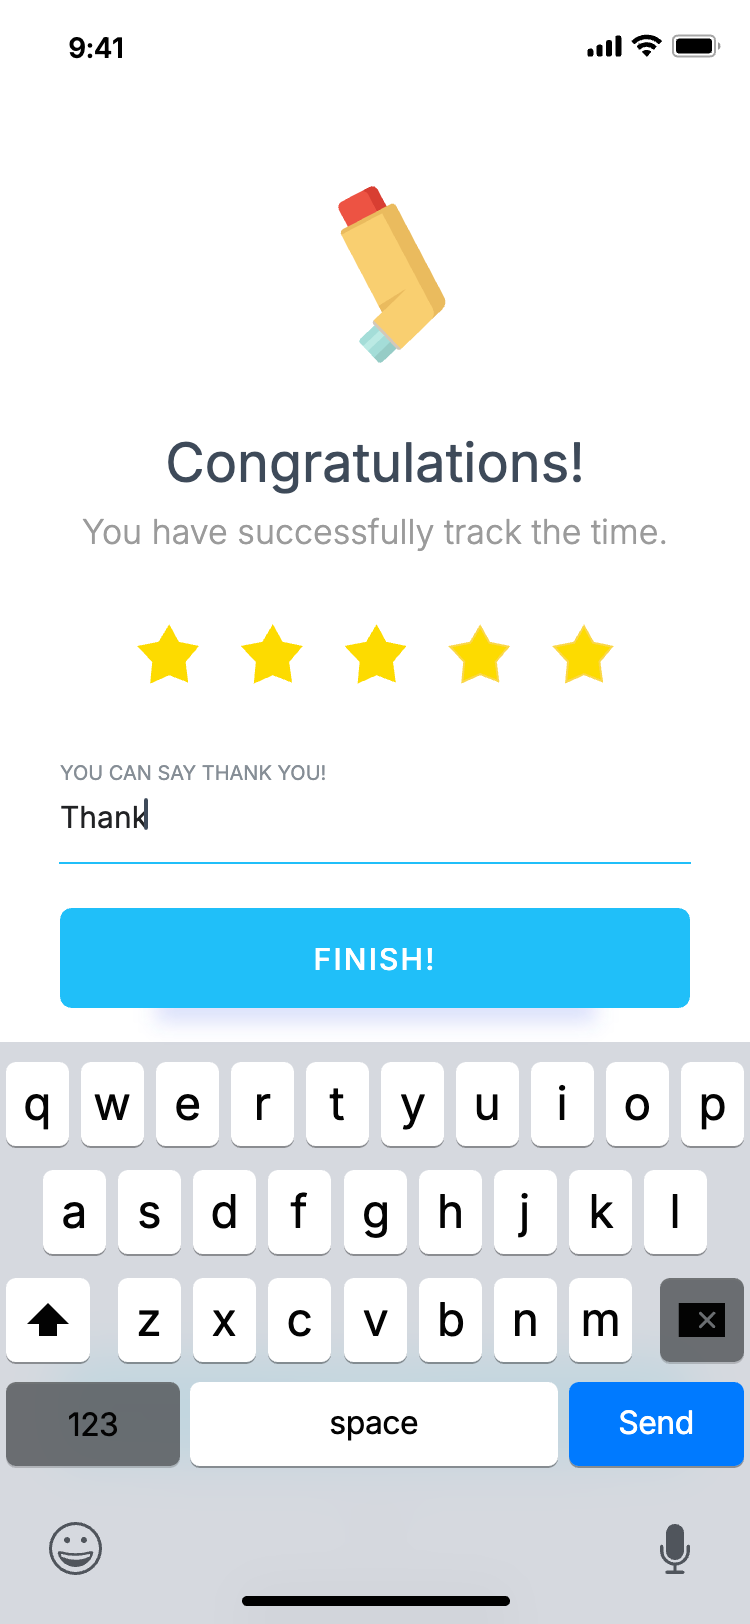 9:41
Congratulations!
You have successfully track the time.
YOU CAN SAY THANK YOU!
Thank
FINISH!
q w e r t y u i o p
a s d f g h j k l
z x c v b n m
123 space Send